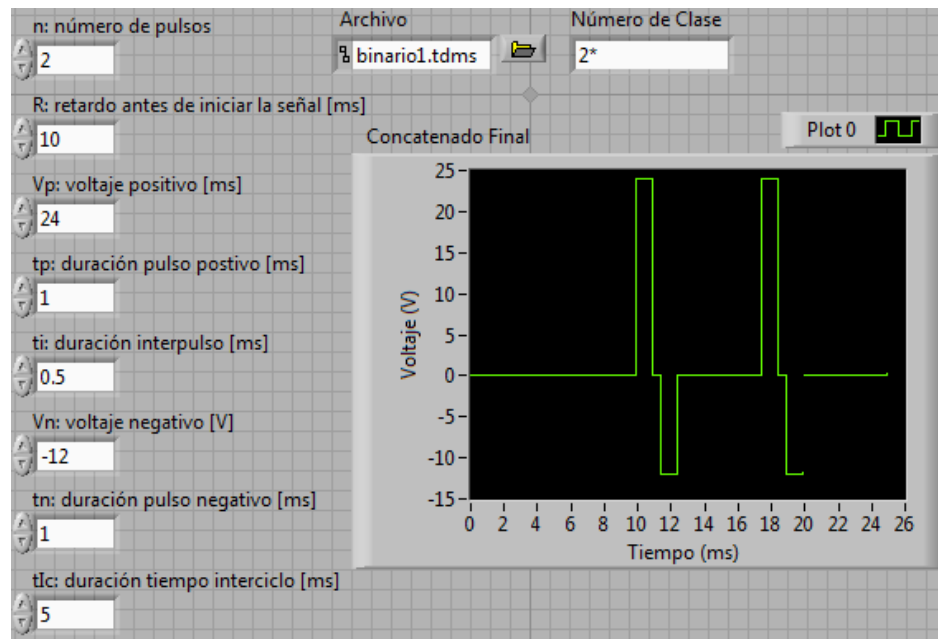 n: número de pulsos
2
R: retardo antes de iniciar la señal [ms]
10
Vp: voltaje positivo [ms]
24
tp: duración pulso postivo [ms]
1
ti: duración interpulso [ms]
0.5
Vn: voltaje negativo [V]
-12
tn: duración pulso negativo [ms]
1
tIc: duración tiempo interciclo [ms]
5
Archivo
binario1.tdms
Número de Clase
2*
Concatenado Final
Plot 0
Voltaje (V)
25
20
15
10
5
0
-5
-10
-15
0 2 4 6 8 10 12 14 16 18 20 22 24 26
Tiempo (ms)